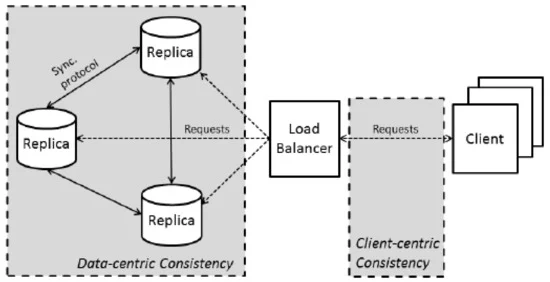 Replica
Sync.
protocol
Replica
Requests
Load
Balancer
Requests
Client
Replica
Data-centric Consistency
Client-centric
Consistency